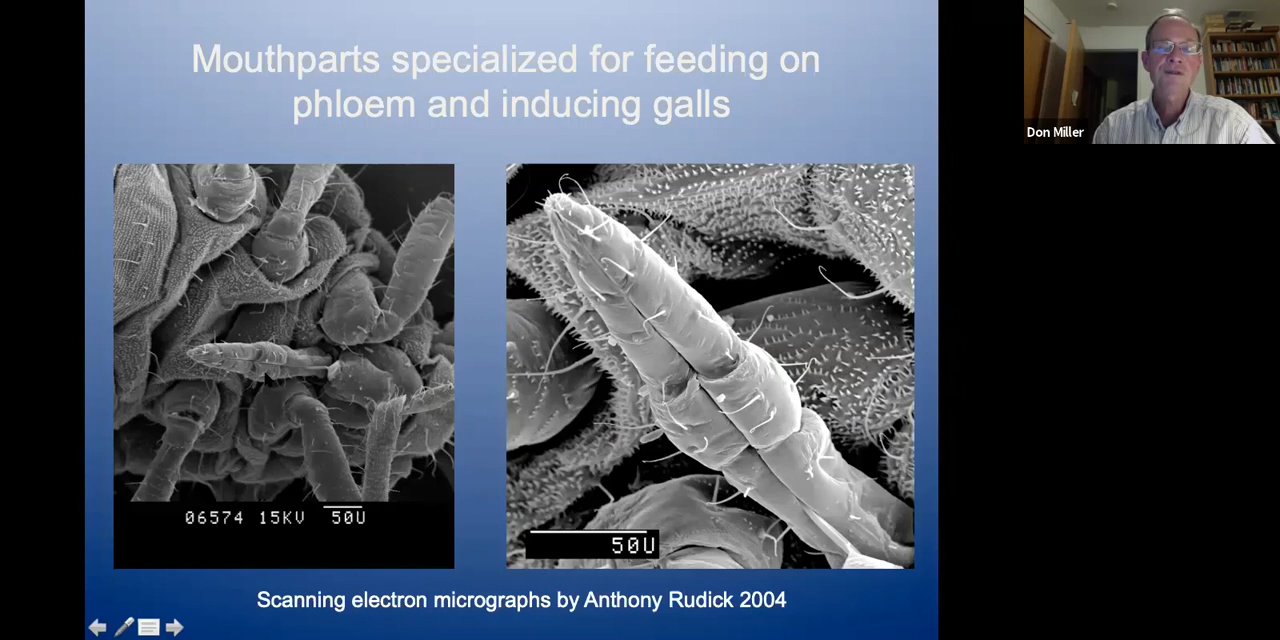 Mouthparts specialized for feeding on
phloem and inducing galls
Don Miller
06574 15KV 50U
50U
Scanning electron micrographs by Anthony Rudick 2004